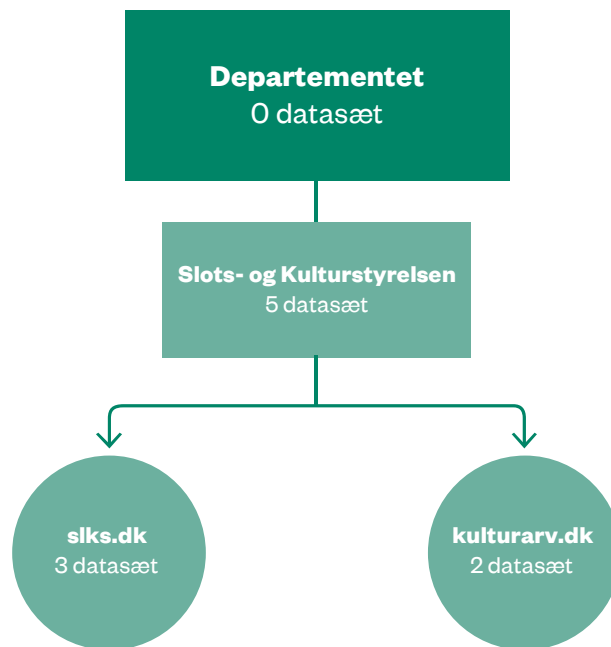 Departementet
0 datasæt
Slots- og Kulturstyrelsen
5 datasæt
slks.dk
3 datasæt
kulturarv.dk
2 datasæt